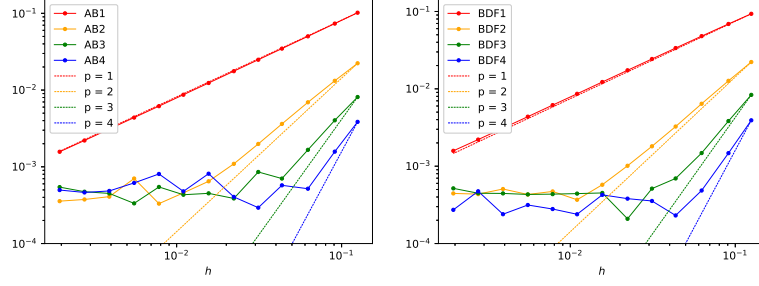 10⁻¹
10⁻²
10⁻³
10⁻⁴
AB1
AB2
AB3
AB4
p = 1
p = 2
p = 3
p = 4
10⁻²
10⁻¹
h
10⁻¹
10⁻²
10⁻³
10⁻⁴
BDF1
BDF2
BDF3
BDF4
p = 1
p = 2
p = 3
p = 4
10⁻²
10⁻¹
h